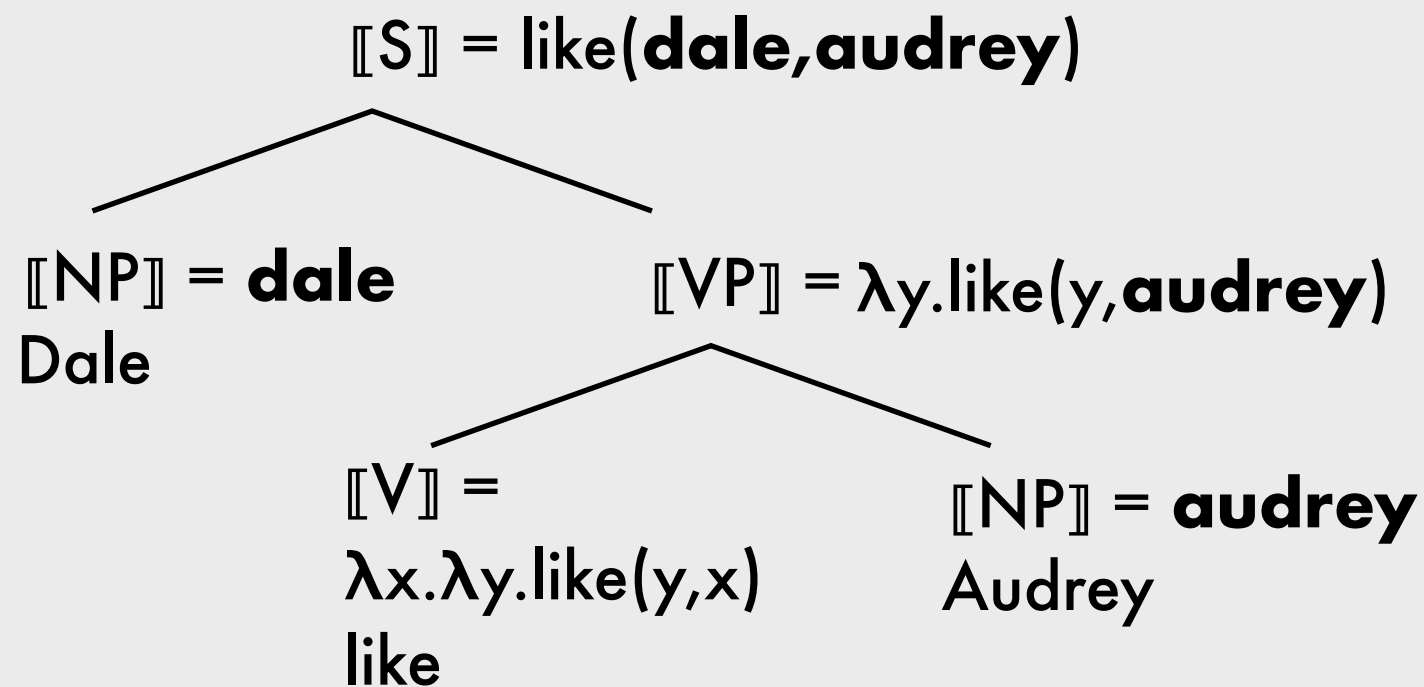 ⟦S⟧ = like(dale,audrey)
⟦NP⟧ = dale
Dale
⟦VP⟧ = λy.like(y,audrey)
⟦V⟧ =
λx.λy.like(y,x)
like
⟦NP⟧ = audrey
Audrey